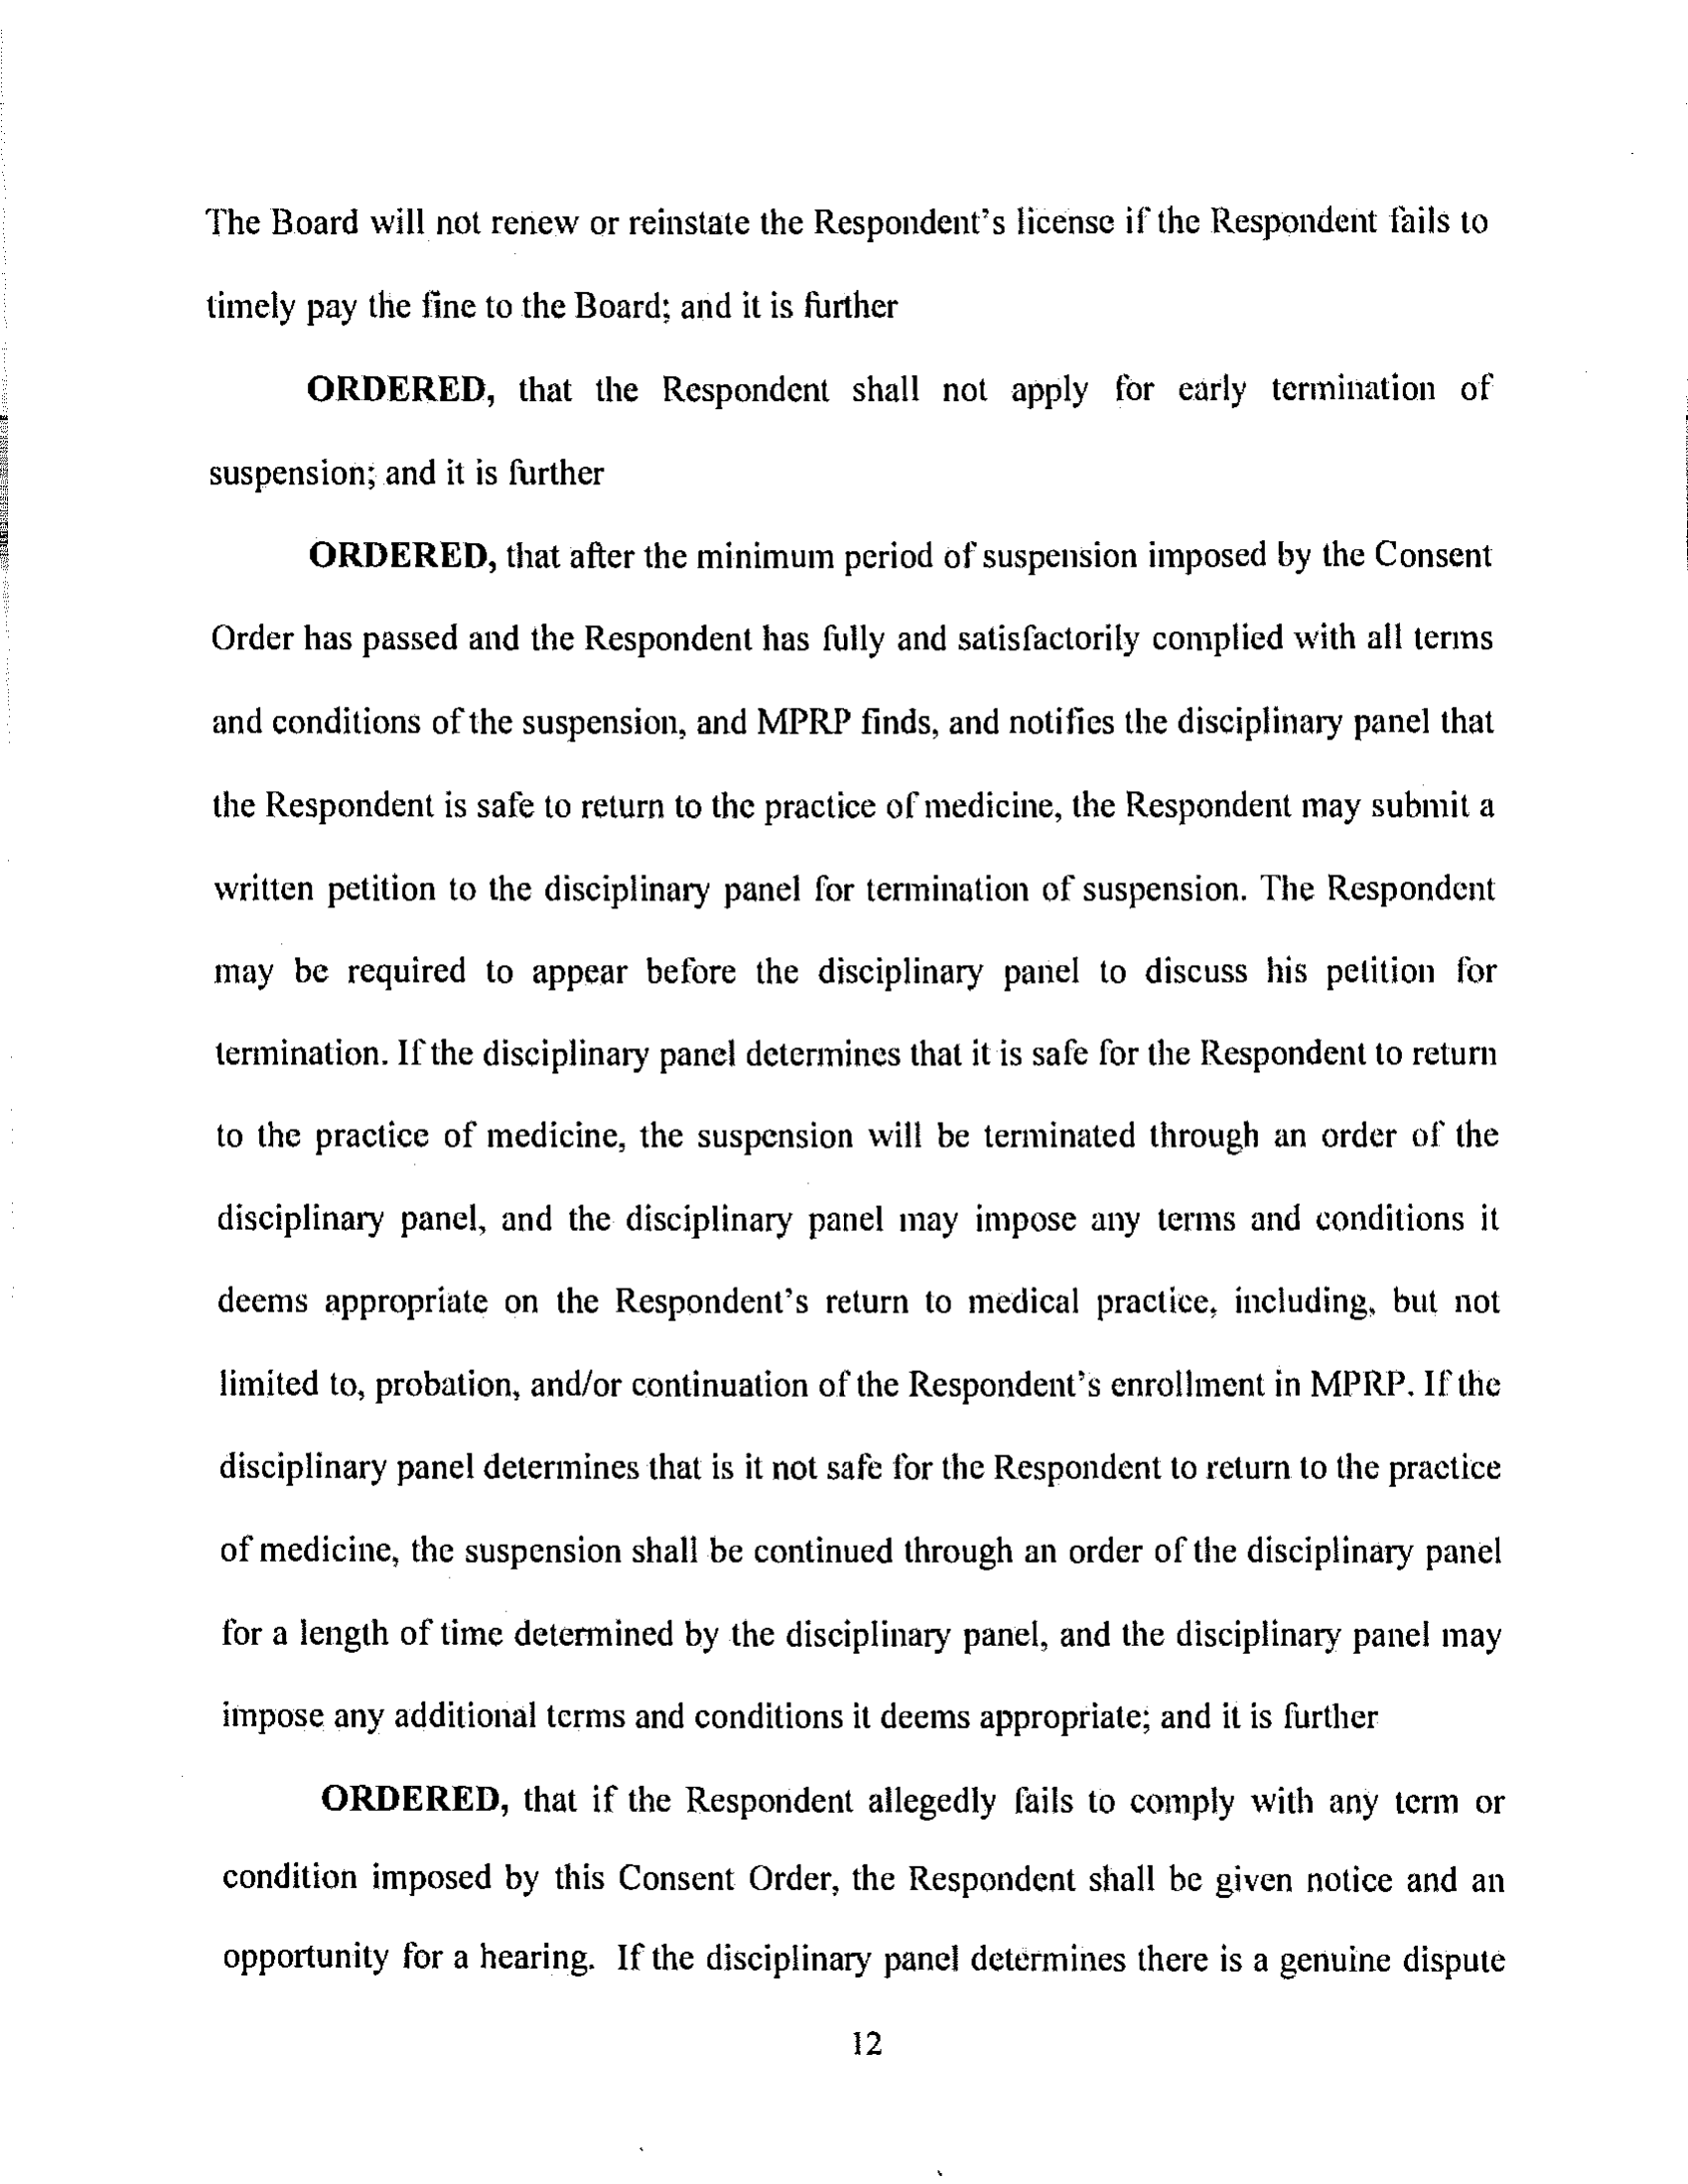 The Board will not renew or reinstate the Respondent's license if the Respondent fails to
timely pay the fine to the Board; and it is further
ORDERED, that the Respondent shall not apply for early termination of
suspension; and it is further
ORDERED, that after the minimum period of suspension imposed by the Consent
Order has passed and the Respondent has fully and satisfactorily complied with all terms
and conditions of the suspension, and MPRP finds, and notifies the disciplinary panel that
the Respondent is safe to return to the practice of medicine, the Respondent may submit a
written petition to the disciplinary panel for termination of suspension. The Respondent
may be required to appear before the disciplinary panel to discuss his petition for
termination. If the disciplinary panel determines that it is safe for the Respondent to return
to the practice of medicine, the suspension will be terminated through an order of the
disciplinary panel, and the disciplinary panel may impose any terms and conditions it
deems appropriate on the Respondent's return to medical practice, including, but not
limited to, probation, and/or continuation of the Respondent's enrollment in MPRP. If the
disciplinary panel determines that is it not safe for the Respondent to return to the practice
of medicine, the suspension shall be continued through an order of the disciplinary panel
for a length of time determined by the disciplinary panel, and the disciplinary panel may
impose any additional terms and conditions it deems appropriate; and it is further
ORDERED, that if the Respondent allegedly fails to comply with any term or
condition imposed by this Consent Order, the Respondent shall be given notice and an
opportunity for a hearing. If the disciplinary panel determines there is a genuine dispute
12